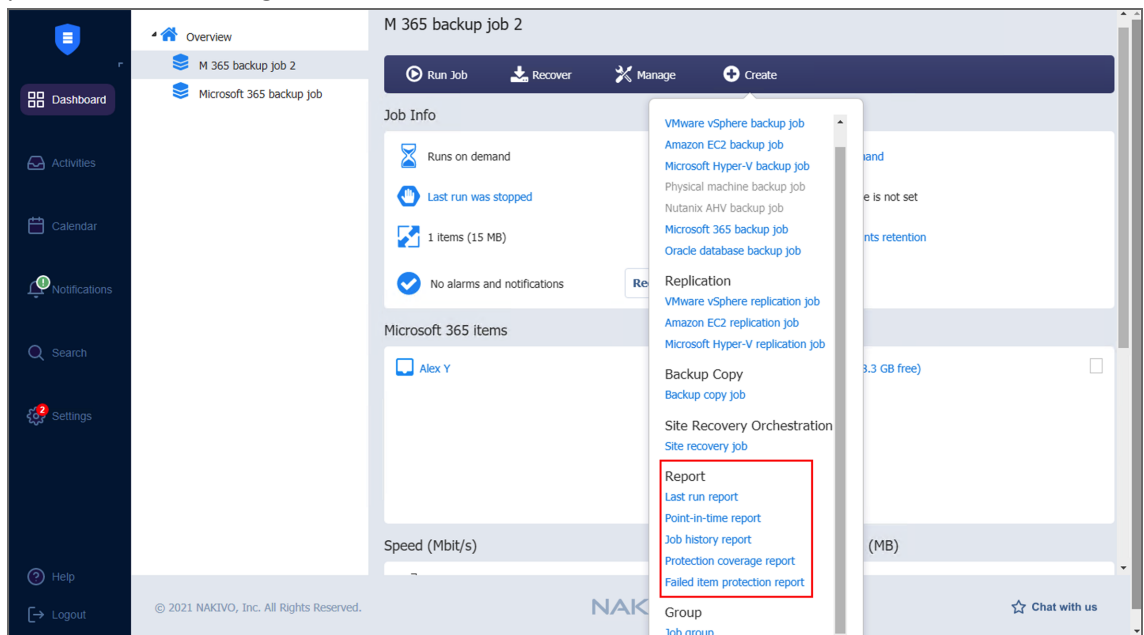 Overview
M 365 backup job 2
Microsoft 365 backup job
Dashboard
Activities
Calendar
Notifications
Search
2
Settings
Help
Logout
M 365 backup job 2
Run Job
Recover
Manage
Create
Job Info
Runs on demand
Last run was stopped
1 items (15 MB)
No alarms and notifications
Re
and
e is not set
nts retention
Microsoft 365 items
Alex Y
3.3 GB free)
Speed (Mbit/s)
(MB)
VMware vSphere backup job
Amazon EC2 backup job
Microsoft Hyper-V backup job
Physical machine backup job
Nutanix AHV backup job
Microsoft 365 backup job
Oracle database backup job
Replication
VMware vSphere replication job
Amazon EC2 replication job
Microsoft Hyper-V replication job
Backup Copy
Backup copy job
Site Recovery Orchestration
Site recovery job
Report
Last run report
Point-in-time report
Job history report
Protection coverage report
Failed item protection report
Group
Job group
© 2021 NAKIVO, Inc. All Rights Reserved.
NAK
Chat with us